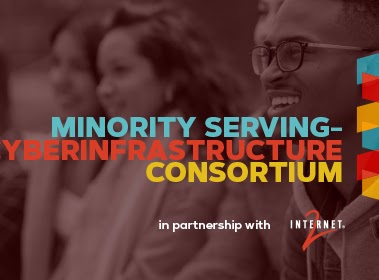 MINORITY SERVING-
YBERINFRASTRUCTURE
CONSORTIUM
in partnership with INTERNET2®